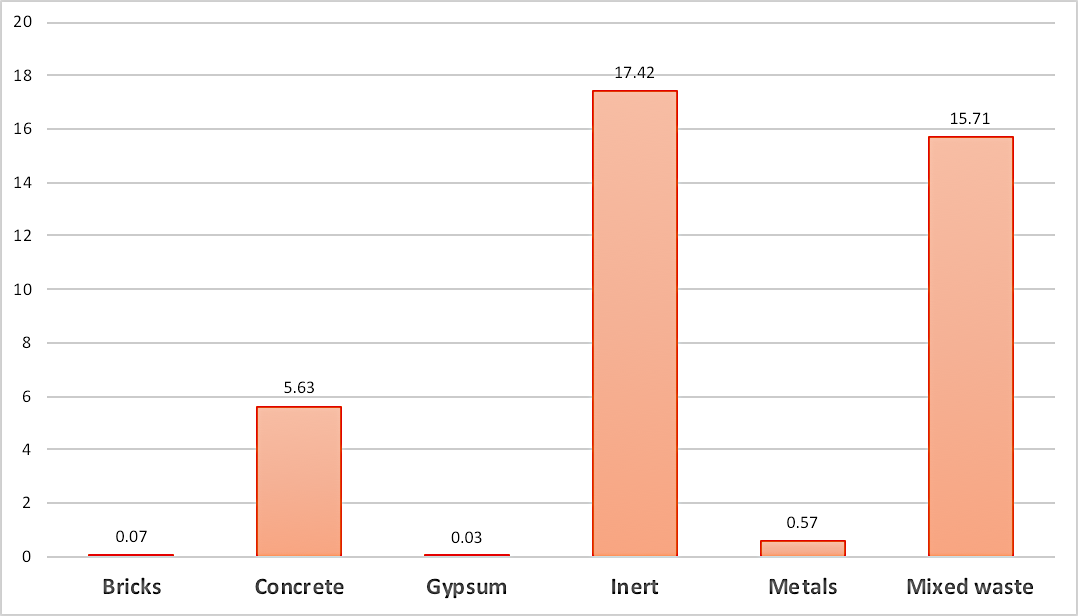 20
18
16
14
12
10
8
6
4
2
0
0.07
5.63
0.03
17.42
0.57
15.71
Bricks
Concrete
Gypsum
Inert
Metals
Mixed waste